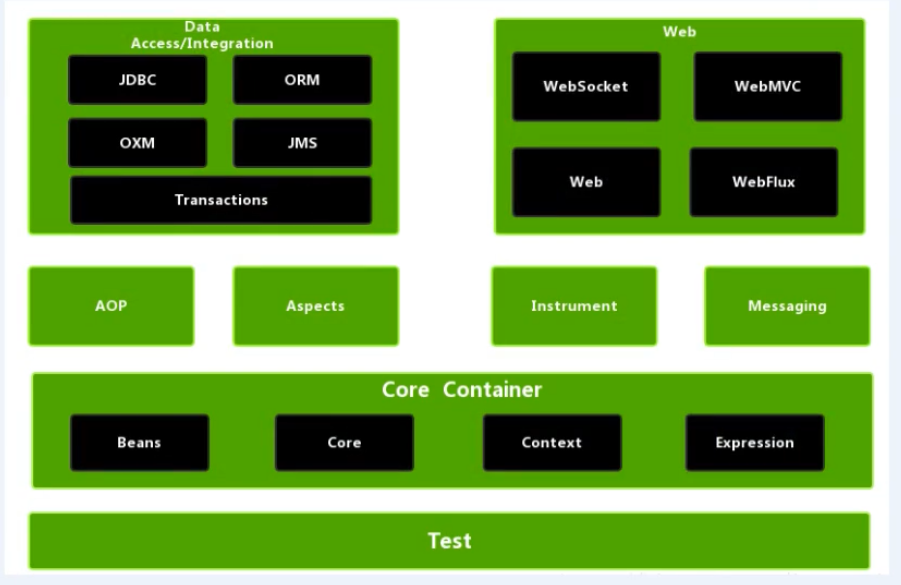 Data
Access/Integration
JDBC
ORM
OXM
JMS
Transactions
Web
WebSocket
WebMVC
Web
WebFlux
AOP
Aspects
Instrument
Messaging
Core Container
Beans
Core
Context
Expression
Test